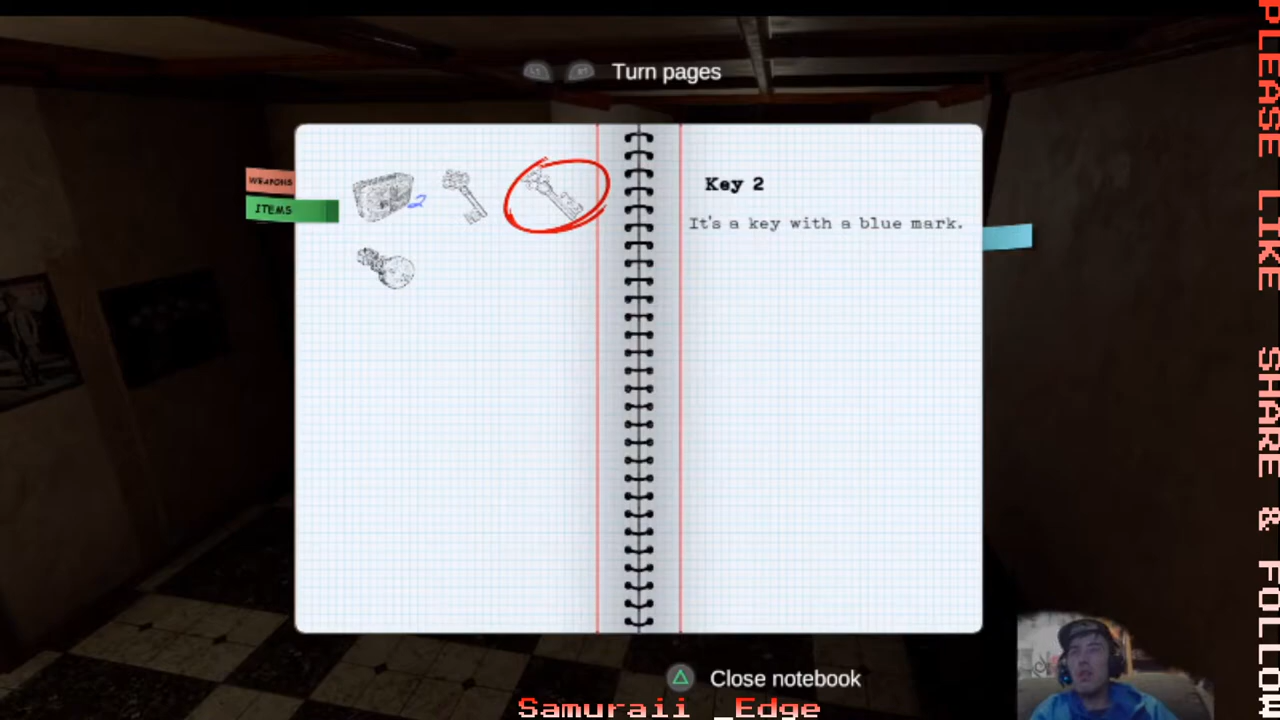 Turn pages
WEAPONS
ITEMS
2
Key 2
It's a key with a blue mark.
Close notebook
Samuraii _Edge
PLEASE LIKE SHARE & FOLLOW